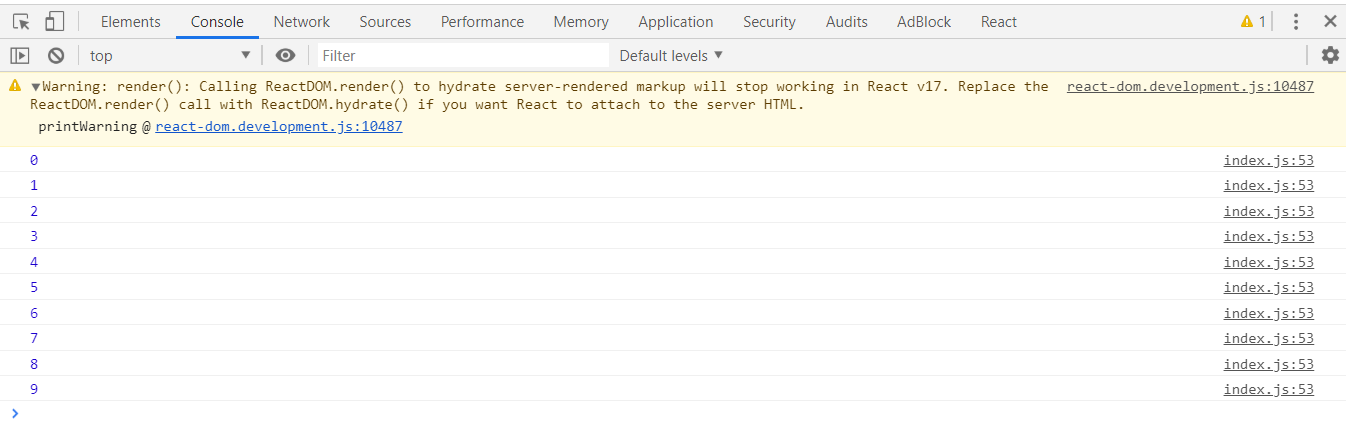 Elements Console Network Sources Performance Memory Application Security Audits AdBlock React 1
top Filter Default levels
Warning: render(): Calling ReactDOM.render() to hydrate server-rendered markup will stop working in React v17. Replace the react-dom.development.js:10487
ReactDOM.render() call with ReactDOM.hydrate() if you want React to attach to the server HTML.
printWarning @ react-dom.development.js:10487
0 index.js:53
1 index.js:53
2 index.js:53
3 index.js:53
4 index.js:53
5 index.js:53
6 index.js:53
7 index.js:53
8 index.js:53
9 index.js:53